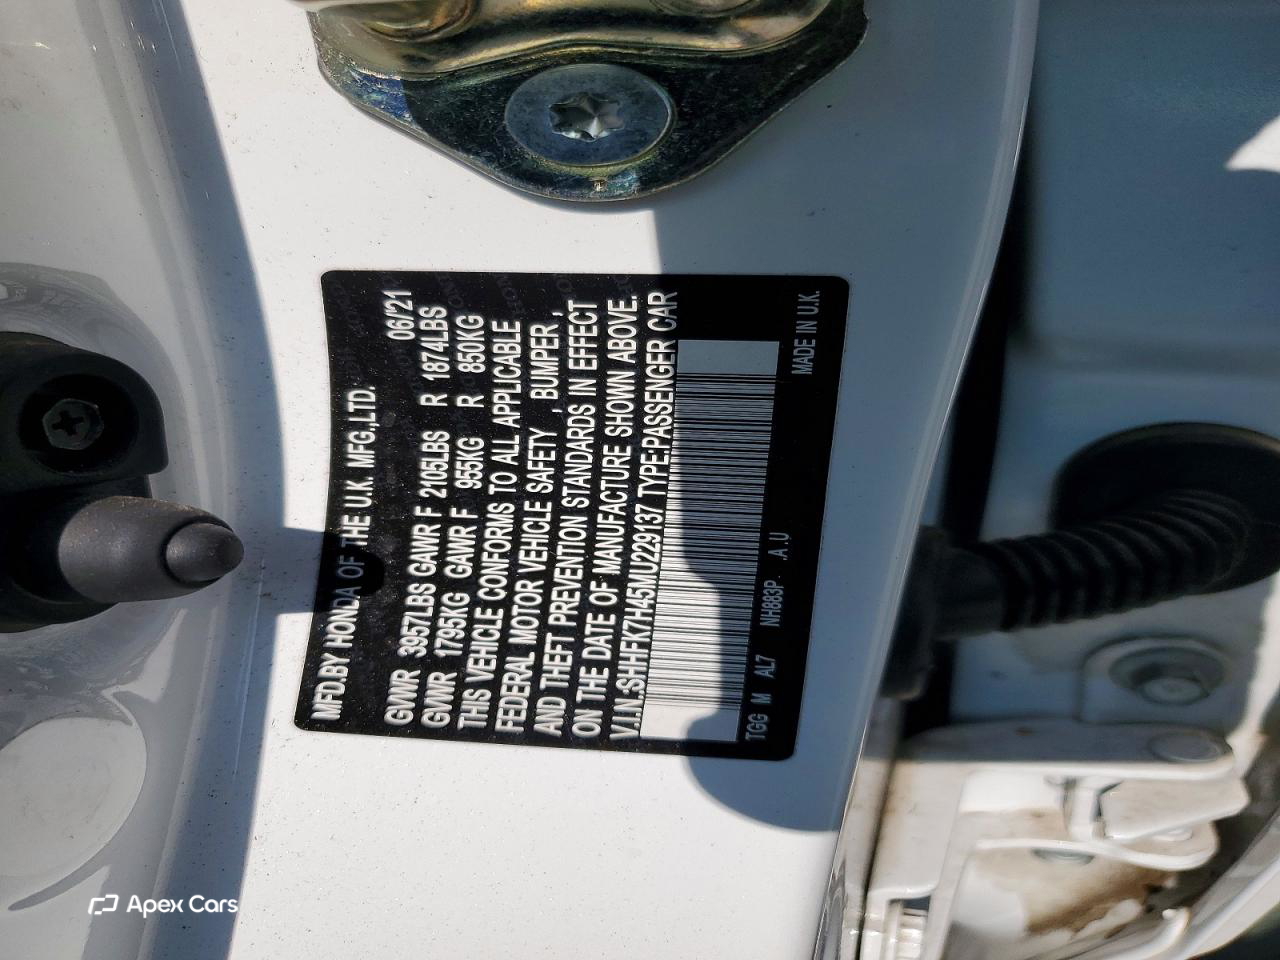 MFD.BY HONDA OF THE U.K. MFG.,LTD.
06/'21
GVWR 3957LBS GAWR F 2105LBS R 1874LBS
GVWR 1795KG GAWR F 955KG R 850KG
THIS VEHICLE CONFORMS TO ALL APPLICABLE
FEDERAL MOTOR VEHICLE SAFETY , BUMPER ,
AND THEFT PREVENTION STANDARDS IN EFFECT
ON THE DATE OF MANUFACTURE SHOWN ABOVE.
V.I.N:SHHFK7H45MU229137 TYPE:PASSENGER CAR
TGG M AL7 NH883P .A.U MADE IN U.K.
Apex Cars